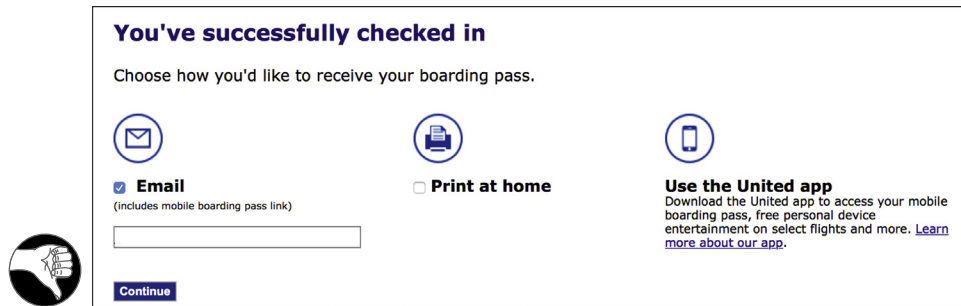 You've successfully checked in
Choose how you'd like to receive your boarding pass.
Email
(includes mobile boarding pass link)
Print at home
Use the United app
Download the United app to access your mobile
boarding pass, free personal device
entertainment on select flights and more. Learn
more about our app.
Continue